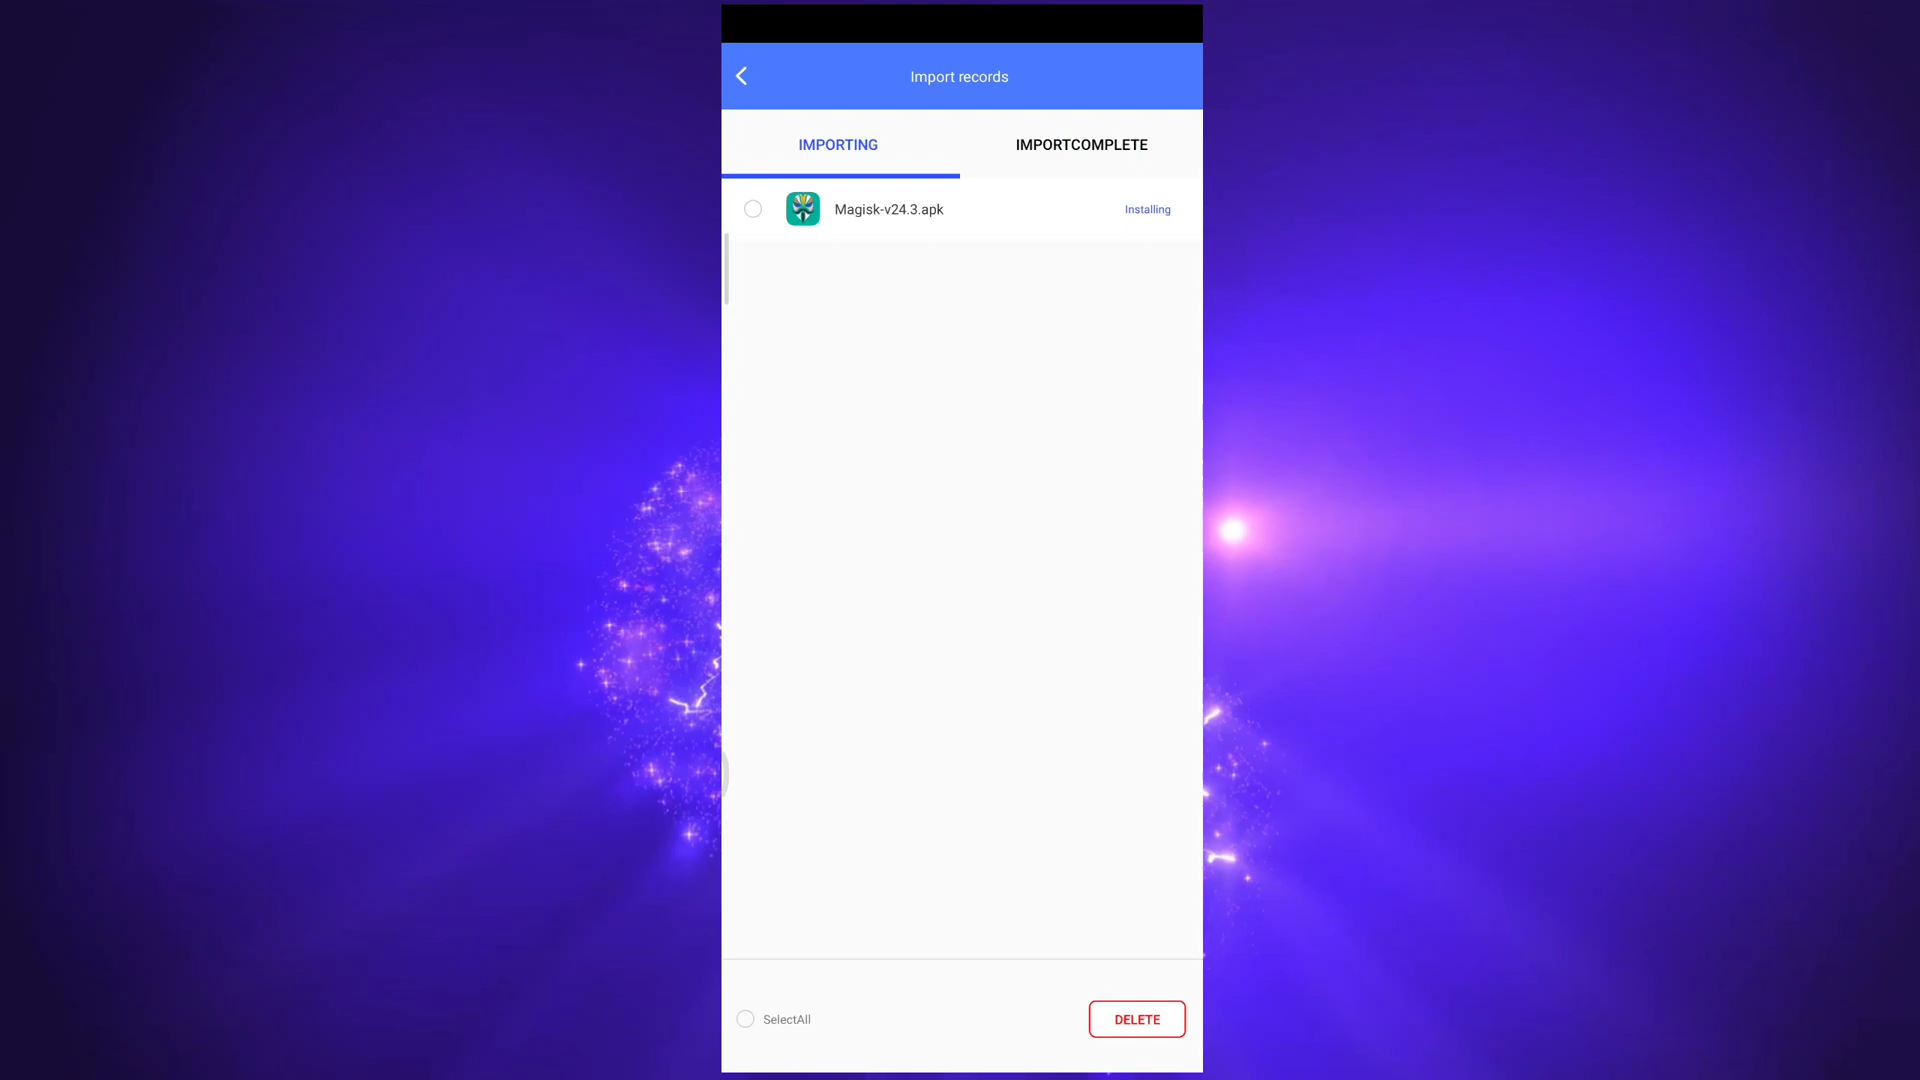 Import records
IMPORTING
IMPORTCOMPLETE
Magisk-v24.3.apk
Installing
SelectAll
DELETE